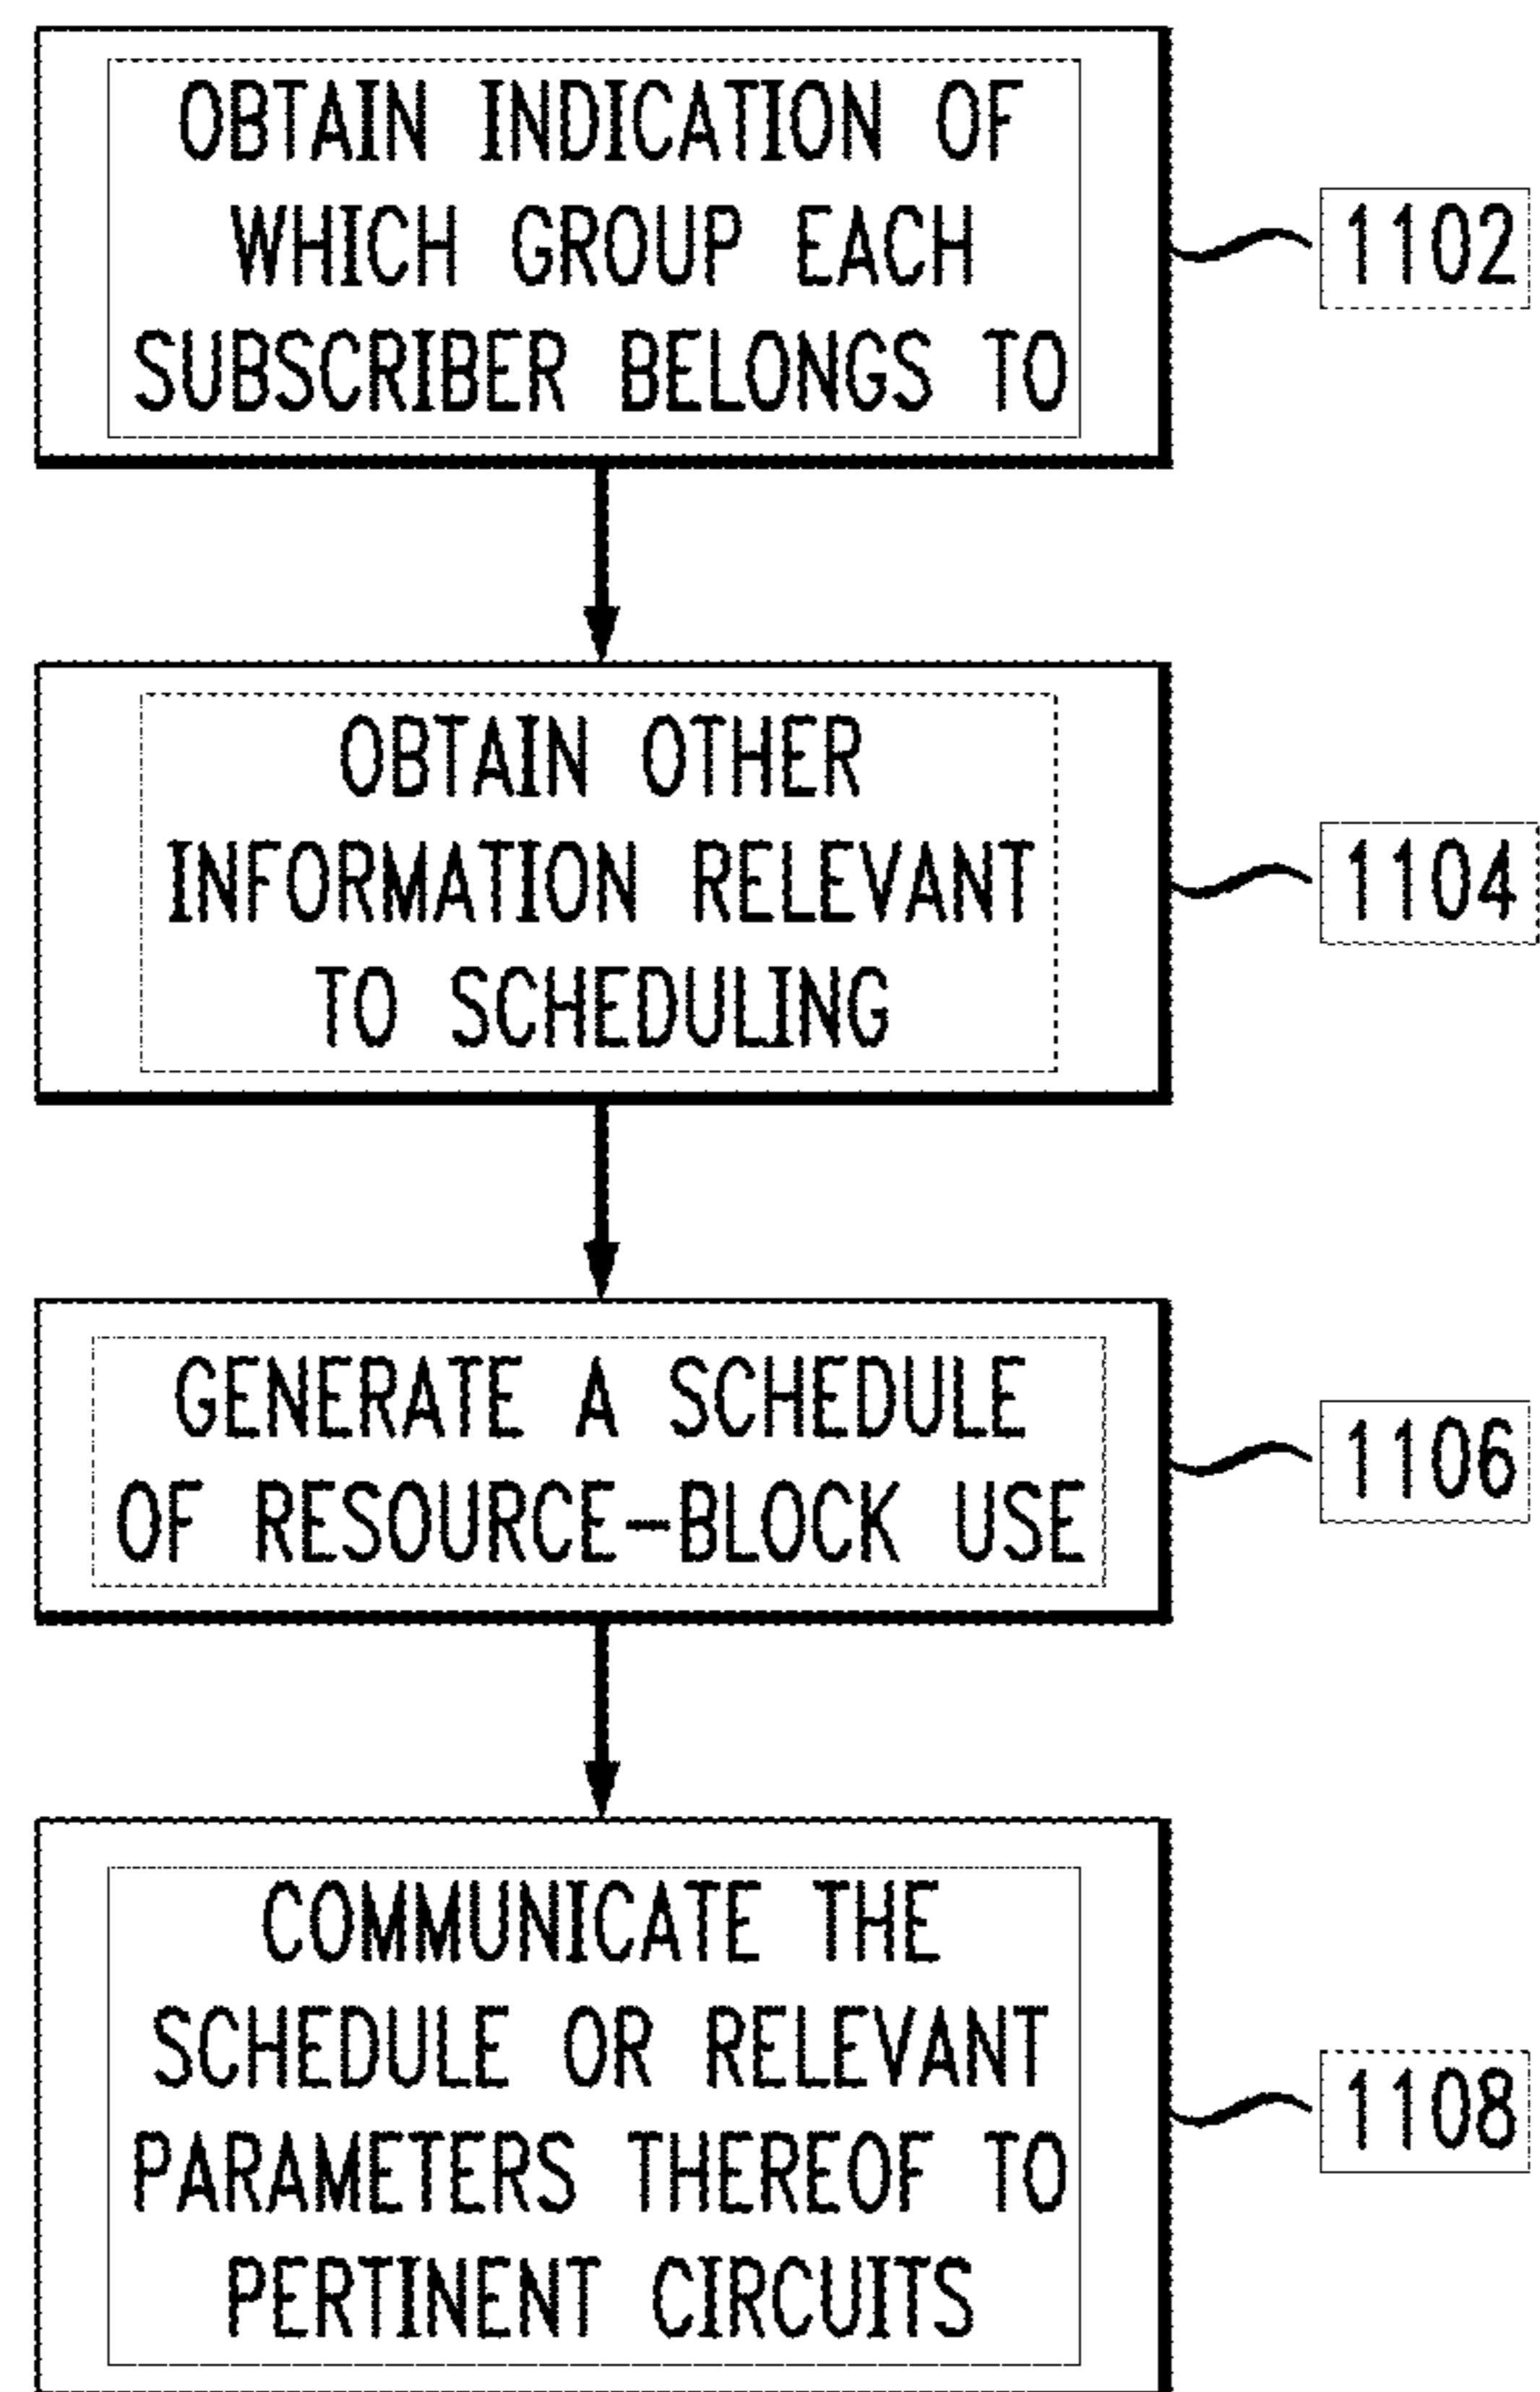 OBTAIN INDICATION OF
WHICH GROUP EACH
SUBSCRIBER BELONGS TO
1102
OBTAIN OTHER
INFORMATION RELEVANT
TO SCHEDULING
1104
GENERATE A SCHEDULE
OF RESOURCE-BLOCK USE
1106
COMMUNICATE THE
SCHEDULE OR RELEVANT
PARAMETERS THEREOF TO
PERTINENT CIRCUITS
1108